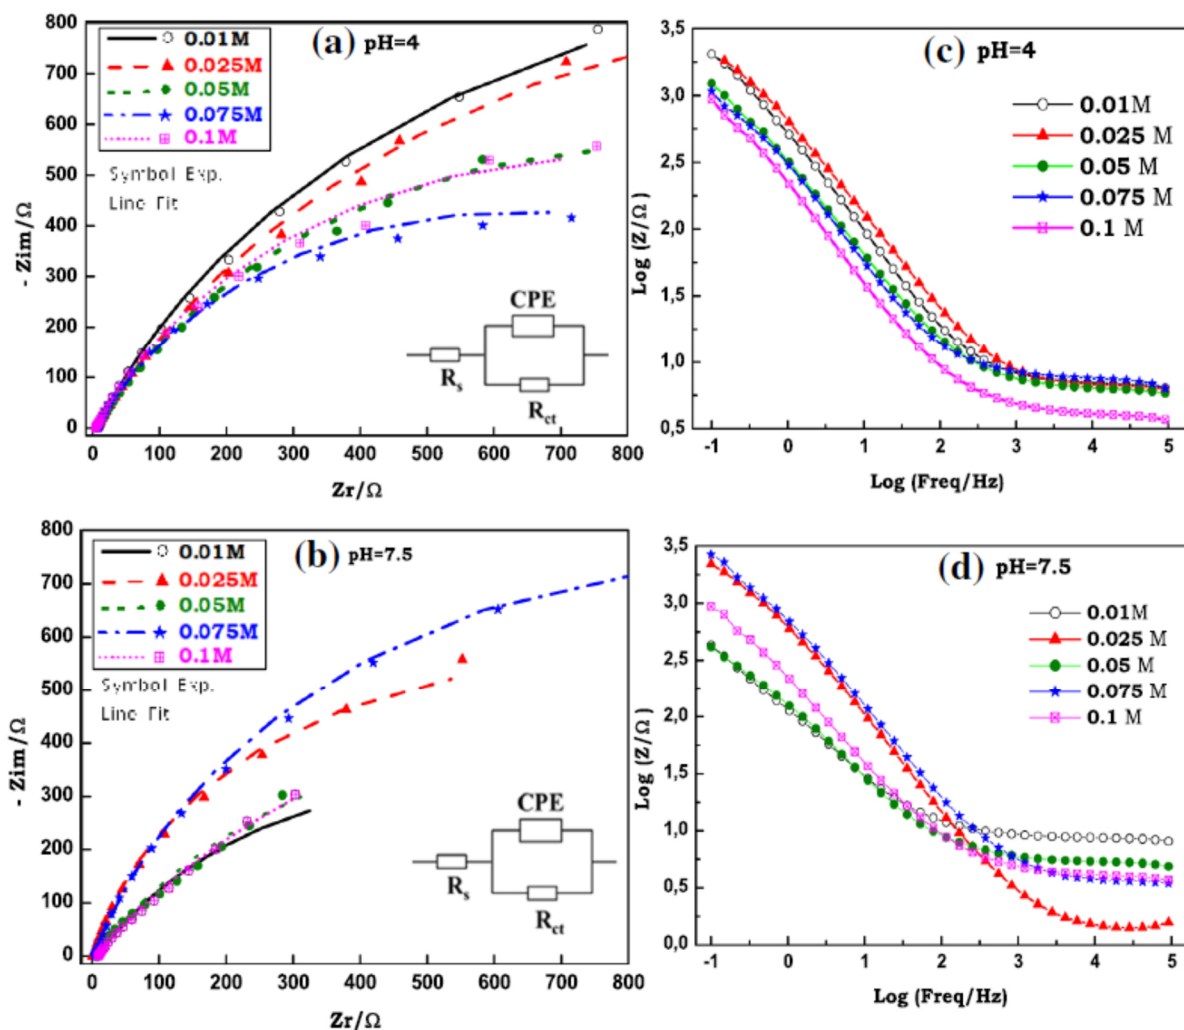 (a) pH=4
0.01M
0.025M
0.05M
0.075M
0.1M
Symbol Exp.
Line Fit
800
700
600
500
400
300
200
100
0
- Zim/Ω
CPE
Rs
Rct
0 100 200 300 400 500 600 700 800
Zr/Ω
(c) pH=4
0.01M
0.025 M
0.05 M
0.075 M
0.1 M
3,5
3,0
2,5
2,0
1,5
1,0
0,5
Log (Z/Ω)
-1 0 1 2 3 4 5
Log (Freq/Hz)
(b) pH=7.5
0.01M
0.025M
0.05M
0.075M
0.1M
Symbol Exp.
Line Fit
800
700
600
500
400
300
200
100
0
- Zim/Ω
CPE
Rs
Rct
0 100 200 300 400 500 600 700 800
Zr/Ω
(d) pH=7.5
0.01M
0.025 M
0.05 M
0.075 M
0.1 M
3,5
3,0
2,5
2,0
1,5
1,0
0,5
0,0
Log (Z/Ω)
-1 0 1 2 3 4 5
Log (Freq/Hz)